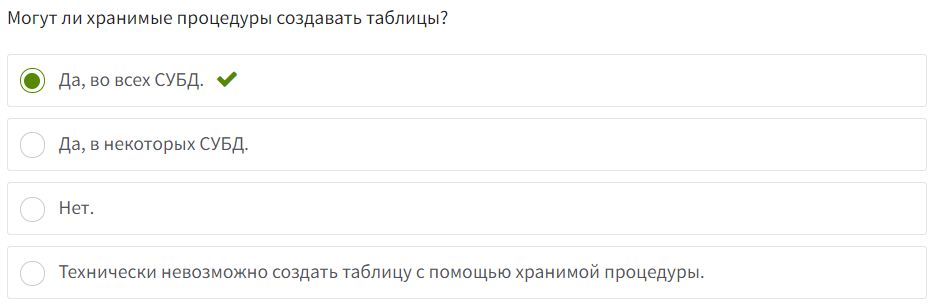 Могут ли хранимые процедуры создавать таблицы?
Да, во всех СУБД.
Да, в некоторых СУБД.
Нет.
Технически невозможно создать таблицу с помощью хранимой процедуры.